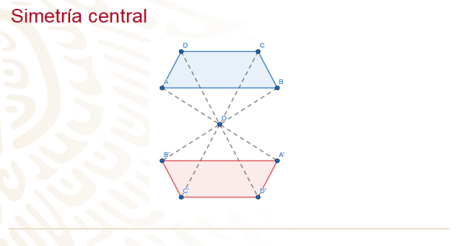 Simetría central
D C
A B
O
B' A'
C' D'